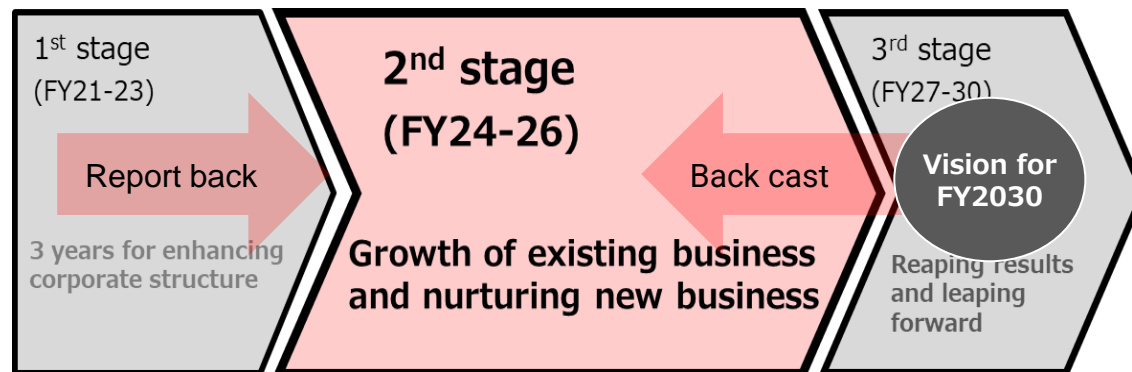 1st stage
(FY21-23)
Report back
3 years for enhancing
corporate structure
2nd stage
(FY24-26)
Back cast
Growth of existing business
and nurturing new business
3rd stage
(FY27-30)
Vision for
FY2030
Reaping results
and leaping
forward